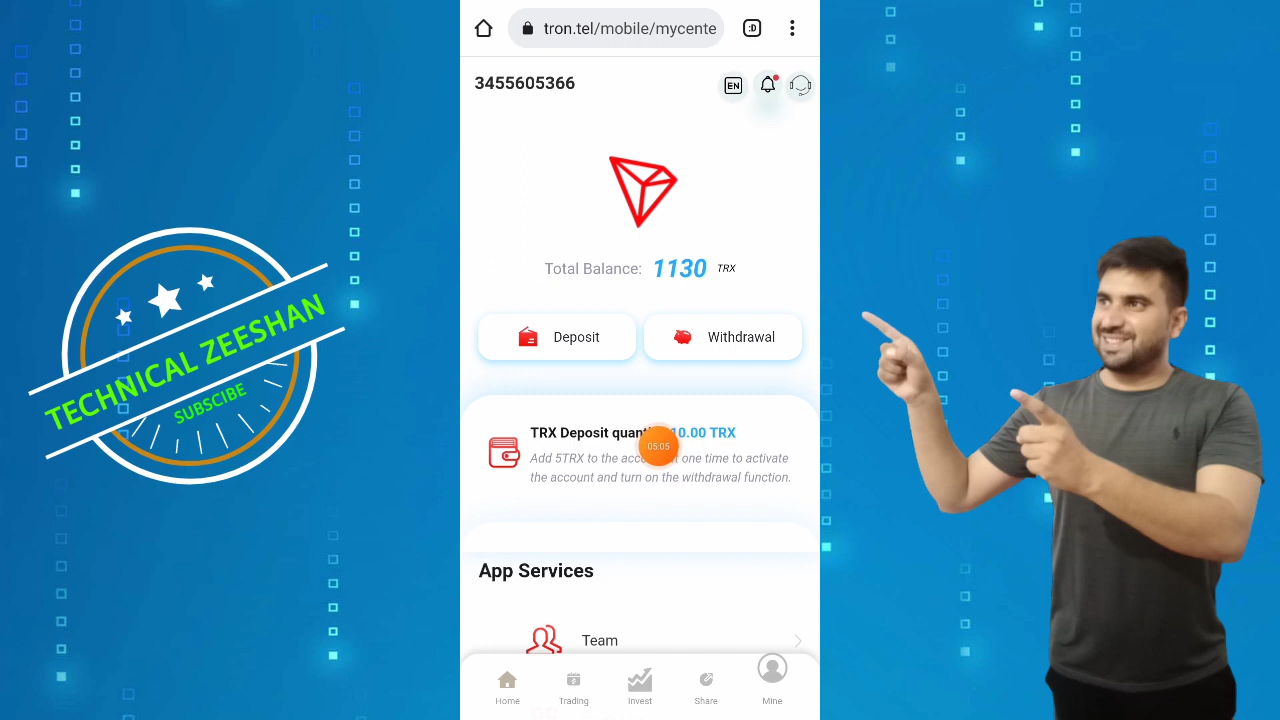 TECHNICAL ZEESHAN
SUBSCIBE
tron.tel/mobile/mycente
:D
3455605366
EN
Total Balance: 1130 TRX
Deposit
Withdrawal
TRX Deposit 10.00 TRX
05:05
Add 5TRX to the one time to activate
the account and turn on the withdrawal function.
App Services
Team
Home
Trading
Invest
Share
Mine